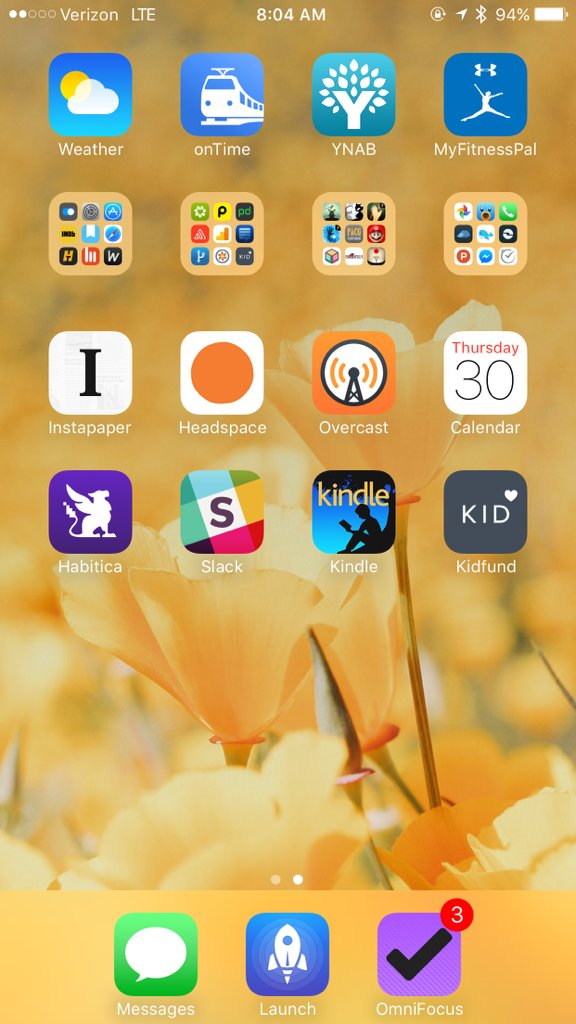 Verizon LTE 8:04 AM 94%
Weather onTime YNAB MyFitnessPal
IMDb P pd
H W P KID
Thursday
I 30
Instapaper Headspace Overcast Calendar
S kindle KID
Habitica Slack Kindle Kidfund
3
Messages Launch OmniFocus